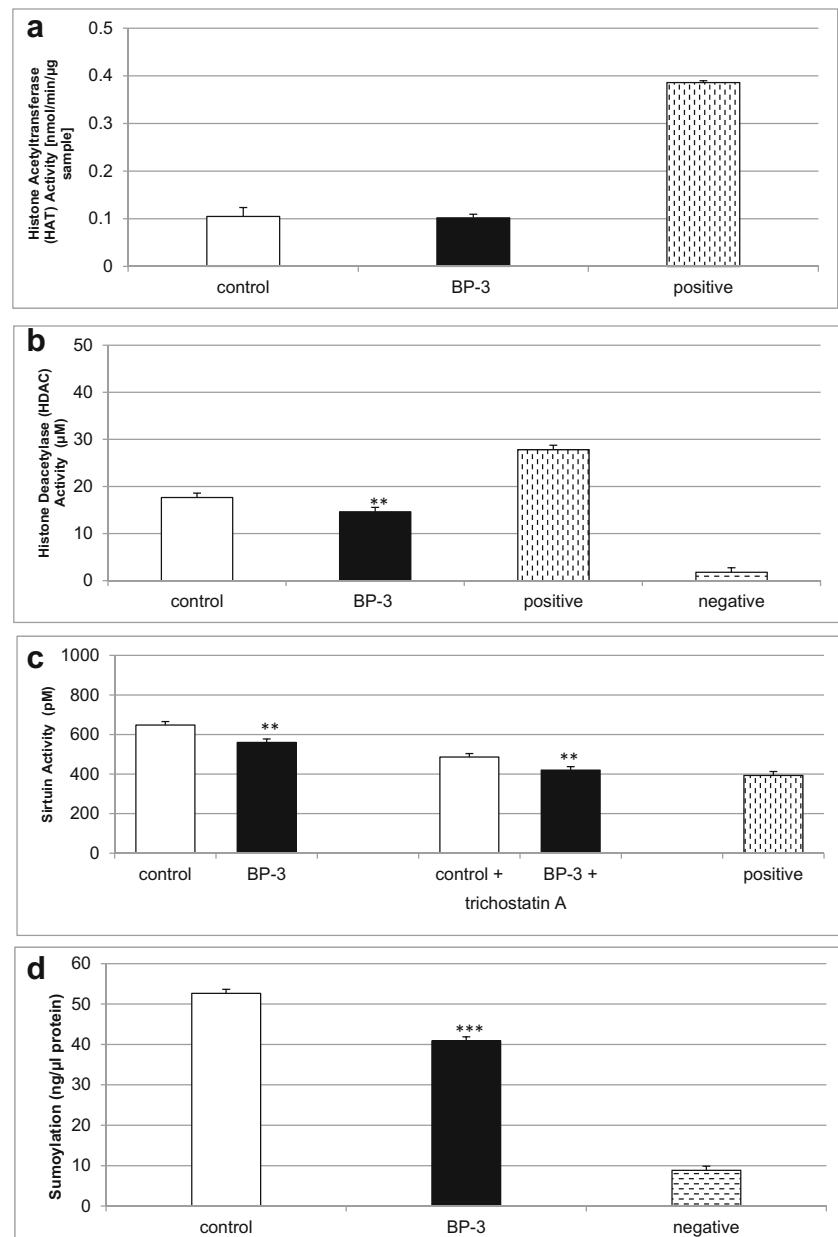 a
Histone Acetyltransferase
(HAT) Activity [nmol/min/µg
sample]
0.5
0.4
0.3
0.2
0.1
0
control BP-3 positive
b
Histone Deacetylase (HDAC)
Activity (µM)
50
40
30
20
10
0
**
control BP-3 positive negative
c
Sirtuin Activity (pM)
1000
800
600
400
200
0
** **
control BP-3 control + BP-3 + positive
trichostatin A
d
Sumoylation (ng/µl protein)
60
50
40
30
20
10
0
***
control BP-3 negative